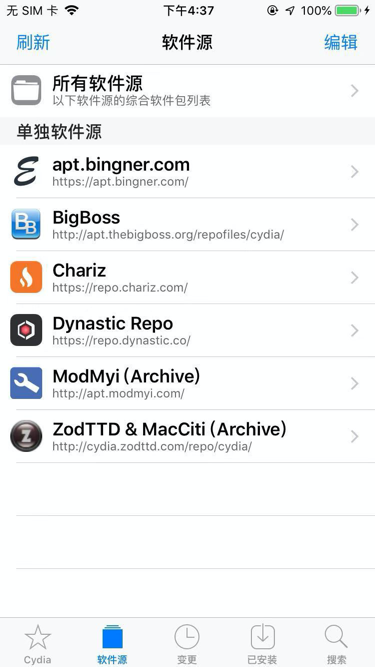 无 SIM 卡 下午4:37 100%
刷新 软件源 编辑
所有软件源
以下软件源的综合软件包列表
单独软件源
apt.bingner.com
https://apt.bingner.com/
BigBoss
http://apt.thebigboss.org/repofiles/cydia/
Chariz
https://repo.chariz.com/
Dynastic Repo
https://repo.dynastic.co/
ModMyi (Archive)
http://apt.modmyi.com/
ZodTTD & MacCiti (Archive)
http://cydia.zodttd.com/repo/cydia/
Cydia 软件源 变更 已安装 搜索